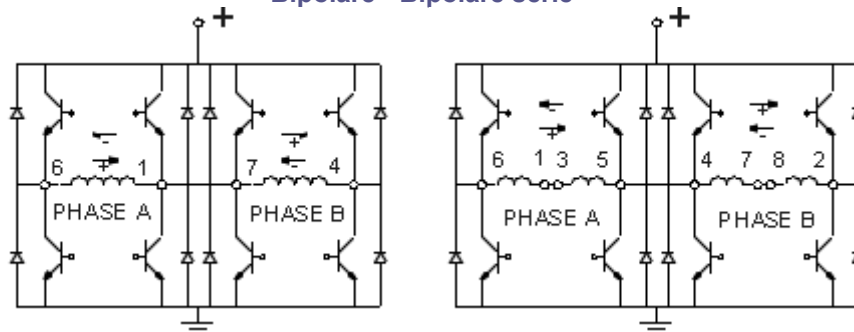 Bipolare - Bipolare serie
+ +
6 1 7 4 6 1 3 5 4 7 8 2
PHASE A PHASE B PHASE A PHASE B